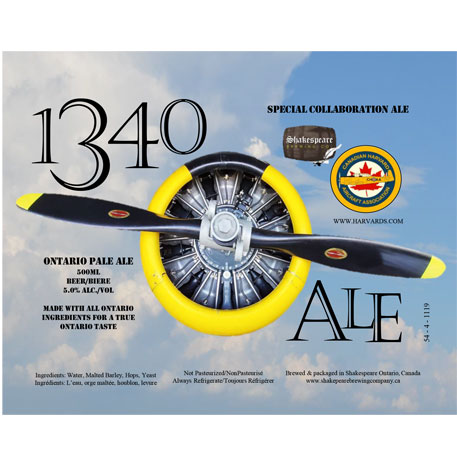 1340
SPECIAL COLLABORATION ALE
Shakespeare
BREWING CO.
CANADIAN HARVARD
CHC3AA
AIRCRAFT ASSOCIATION
WWW.HARVARDS.COM
ONTARIO PALE ALE
500ML
BEER/BIERE
5.0% ALC./VOL
MADE WITH ALL ONTARIO
INGREDIENTS FOR A TRUE
ONTARIO TASTE
ALE
54 - 4 - 1119
Ingredients: Water, Malted Barley, Hops, Yeast
Ingrédient: L'eau, orge maltée, houblon, levure
Not Pasteurized/NonPasteurisé
Always Refrigerate/Toujours Réfrigérer
Brewed & packaged in Shakespeare Ontario, Canada
www.shakepearebrewingcompany.ca